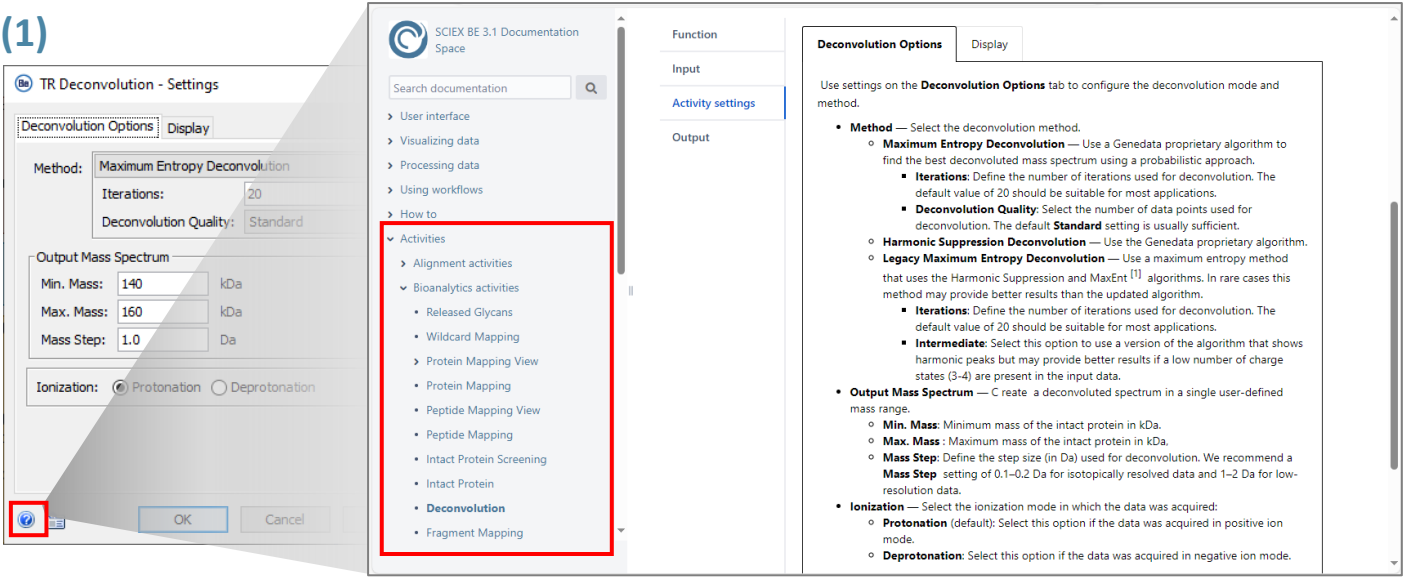 (1)
TR Deconvolution - Settings
Deconvolution Options
Display
Method:
Maximum Entropy Deconvolution
Iterations:
20
Deconvolution Quality:
Standard
Output Mass Spectrum
Min. Mass:
140
kDa
Max. Mass:
160
kDa
Mass Step:
1.0
Da
Ionization:
Protonation
Deprotonation
OK
Cancel
SCIEX BE 3.1 Documentation
Space
Search documentation
User interface
Visualizing data
Processing data
Using workflows
How to
Activities
Alignment activities
Bioanalytics activities
Released Glycans
Wildcard Mapping
Protein Mapping View
Protein Mapping
Peptide Mapping View
Peptide Mapping
Intact Protein Screening
Intact Protein
Deconvolution
Fragment Mapping
Function
Input
Activity settings
Output
Deconvolution Options
Display
Use settings on the Deconvolution Options tab to configure the deconvolution mode and
method.
• Method — Select the deconvolution method.
Maximum Entropy Deconvolution — Use a Genedata proprietary algorithm to
find the best deconvoluted mass spectrum using a probabilistic approach.
Iterations: Define the number of iterations used for deconvolution. The
default value of 20 should be suitable for most applications.
Deconvolution Quality: Select the number of data points used for
deconvolution. The default Standard setting is usually sufficient.
Harmonic Suppression Deconvolution — Use the Genedata proprietary algorithm.
Legacy Maximum Entropy Deconvolution — Use a maximum entropy method
that uses the Harmonic Suppression and MaxEnt [1] algorithms. In rare cases this
method may provide better results than the updated algorithm.
Iterations: Define the number of iterations used for deconvolution. The
default value of 20 should be suitable for most applications.
Intermediate: Select this option to use a version of the algorithm that shows
harmonic peaks but may provide better results if a low number of charge
states (3-4) are present in the input data.
• Output Mass Spectrum — C reate a deconvoluted spectrum in a single user-defined
mass range.
Min. Mass: Minimum mass of the intact protein in kDa.
Max. Mass : Maximum mass of the intact protein in kDa.
Mass Step: Define the step size (in Da) used for deconvolution. We recommend a
Mass Step setting of 0.1–0.2 Da for isotopically resolved data and 1–2 Da for low-
resolution data.
• Ionization — Select the ionization mode in which the data was acquired:
Protonation (default): Select this option if the data was acquired in positive ion
mode.
Deprotonation: Select this option if the data was acquired in negative ion mode.